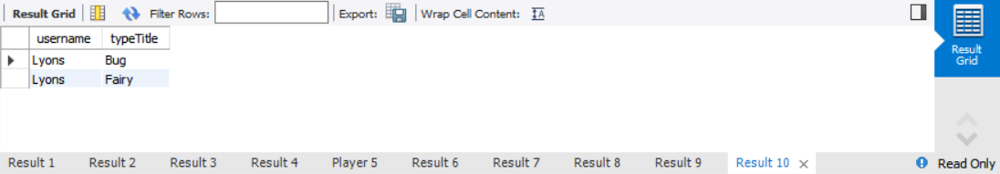 Result Grid Filter Rows: Export: Wrap Cell Content: IA
username typeTitle
Lyons Bug
Lyons Fairy
Result Grid
Result 1 Result 2 Result 3 Result 4 Player 5 Result 6 Result 7 Result 8 Result 9 Result 10 × Read Only